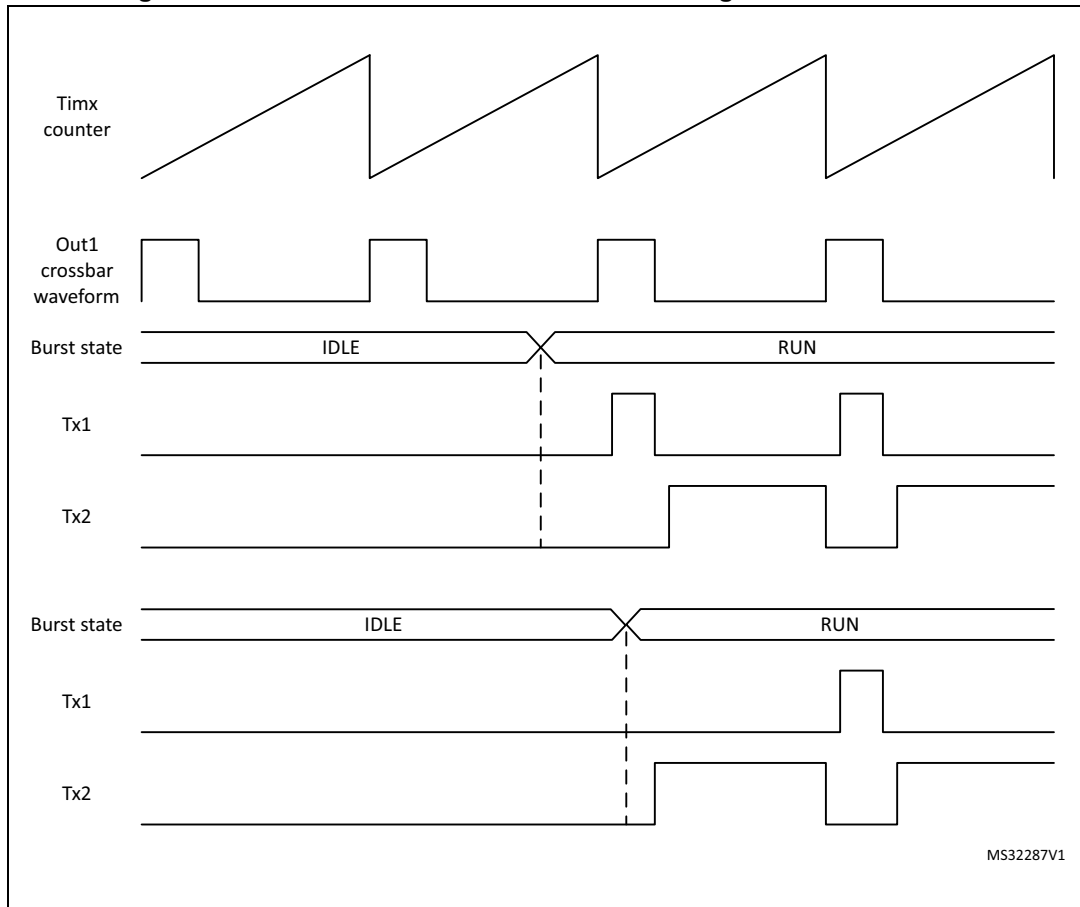 Timx
counter
Out1
crossbar
waveform
Burst state
IDLE
RUN
Tx1
Tx2
Burst state
IDLE
RUN
Tx1
Tx2
MS32287V1